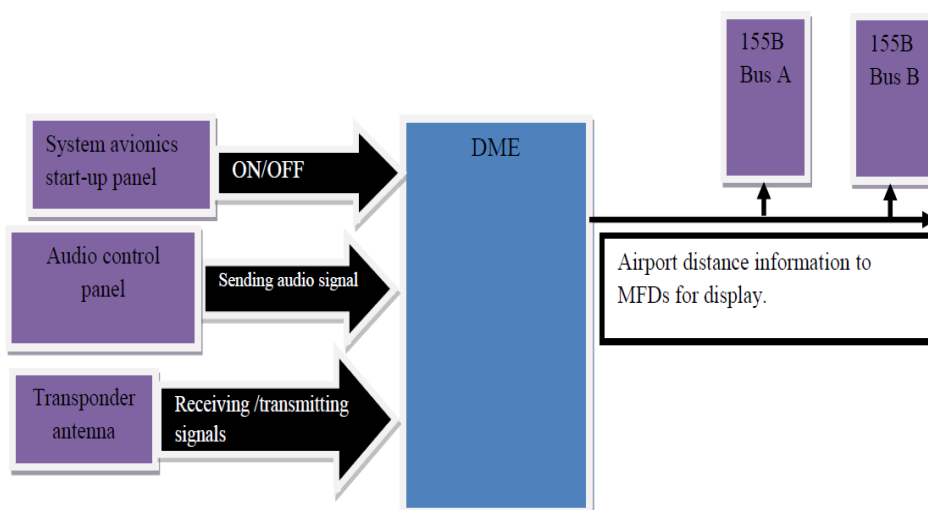 155B
Bus A
155B
Bus B
System avionics
start-up panel
ON/OFF
DME
Audio control
panel
Sending audio signal
Airport distance information to
MFDs for display.
Transponder
antenna
Receiving /transmitting
signals